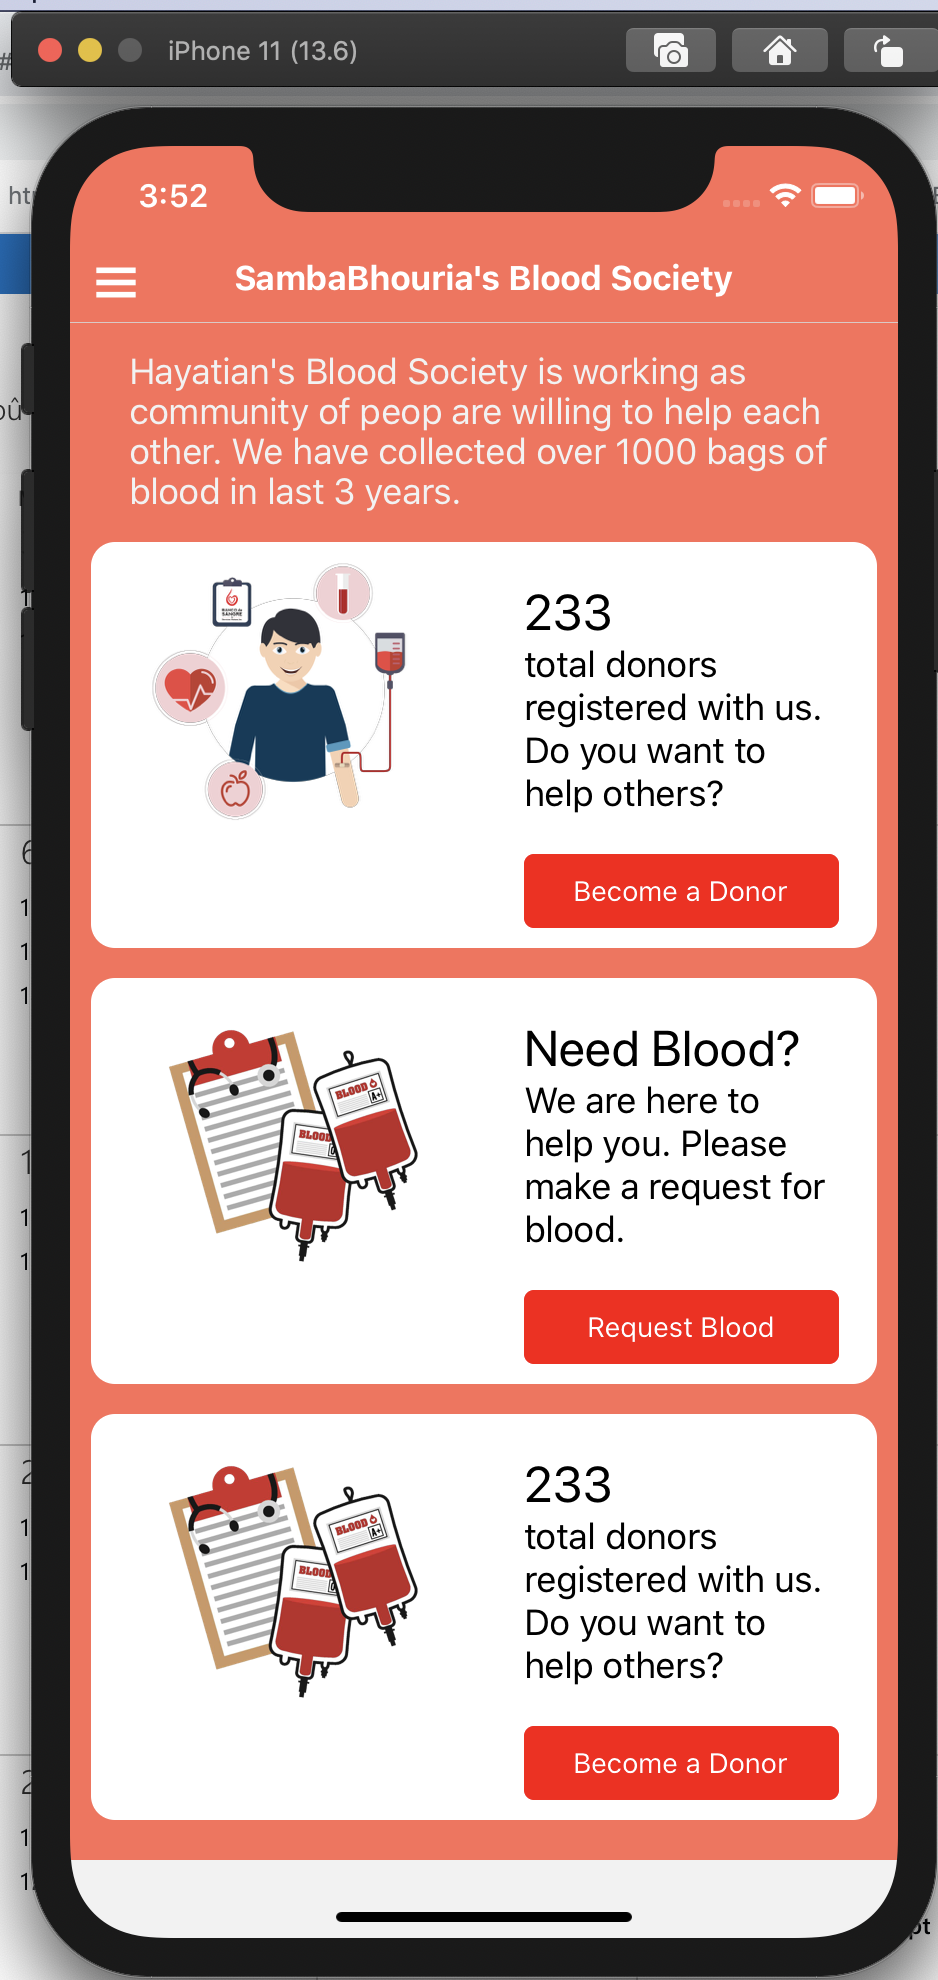 iPhone 11 (13.6)
3:52
SambaBhouria's Blood Society
Hayatian's Blood Society is working as
community of peop are willing to help each
other. We have collected over 1000 bags of
blood in last 3 years.
SANGRE
233
total donors
registered with us.
Do you want to
help others?
Become a Donor
BLOOD
A+
BLOOD
Need Blood?
We are here to
help you. Please
make a request for
blood.
Request Blood
BLOOD
A+
BLOOD
233
total donors
registered with us.
Do you want to
help others?
Become a Donor